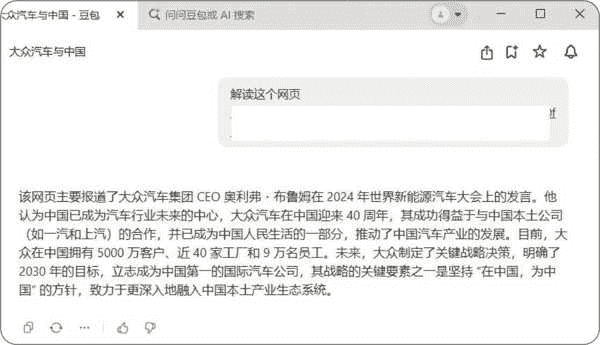 大众汽车与中国 - 豆包
问问豆包或 AI 搜索
大众汽车与中国
解读这个网页
该网页主要报道了大众汽车集团 CEO 奥利弗 · 布鲁姆在 2024 年世界新能源汽车大会上的发言。他
认为中国已成为汽车行业未来的中心，大众汽车在中国迎来 40 周年，其成功得益于与中国本土公司
（如一汽和上汽）的合作，并已成为中国人民生活的一部分，推动了中国汽车产业的发展。目前，大
众在中国拥有 5000 万客户、近 40 家工厂和 9 万名员工。未来，大众制定了关键战略决策，明确了
2030 年的目标，立志成为中国第一的国际汽车公司，其战略的关键要素之一是坚持 “在中国，为中
国” 的方针，致力于更深入地融入中国本土产业生态系统。